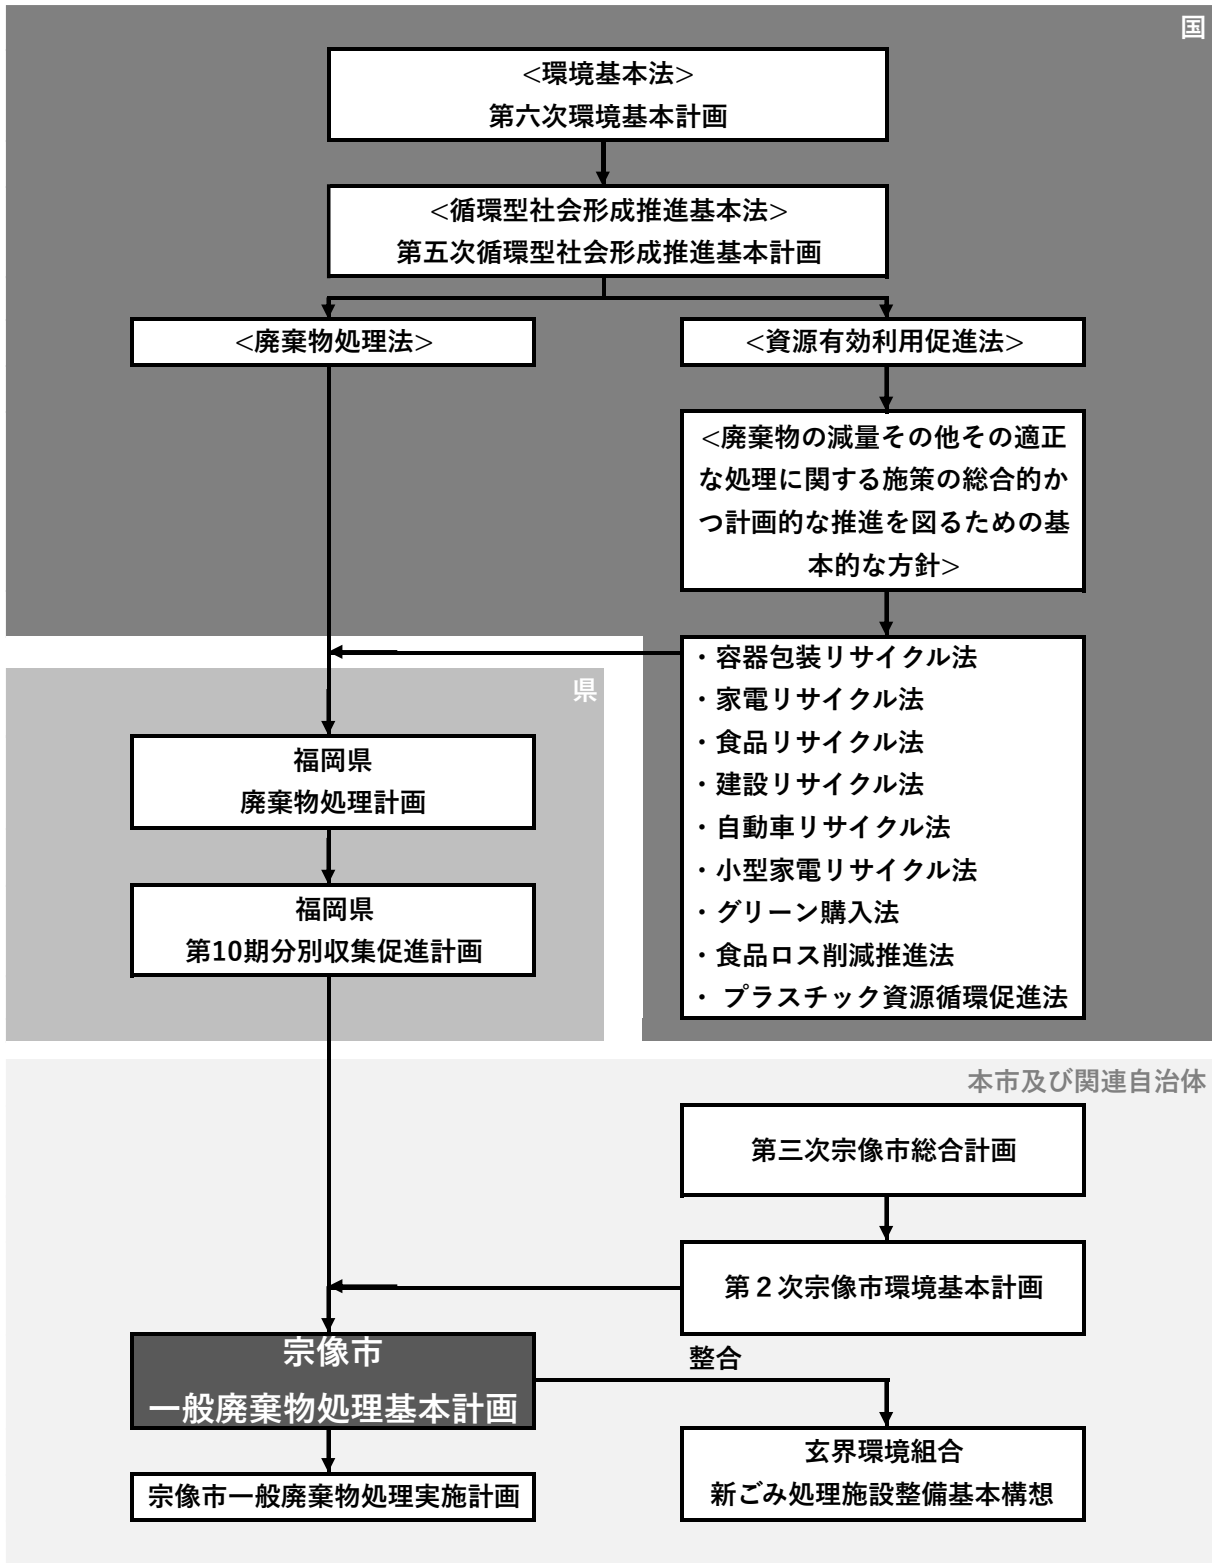 国
<環境基本法>
第六次環境基本計画
<循環型社会形成推進基本法>
第五次循環型社会形成推進基本計画
<廃棄物処理法>
<資源有効利用促進法>
<廃棄物の減量その他その適正
な処理に関する施策の総合的か
つ計画的な推進を図るための基
本的な方針>
・容器包装リサイクル法
・家電リサイクル法
・食品リサイクル法
・建設リサイクル法
・自動車リサイクル法
・小型家電リサイクル法
・グリーン購入法
・食品ロス削減推進法
・ プラスチック資源循環促進法
県
福岡県
廃棄物処理計画
福岡県
第10期分別収集促進計画
本市及び関連自治体
第三次宗像市総合計画
第２次宗像市環境基本計画
宗像市
一般廃棄物処理基本計画
整合
玄界環境組合
新ごみ処理施設整備基本構想
宗像市一般廃棄物処理実施計画